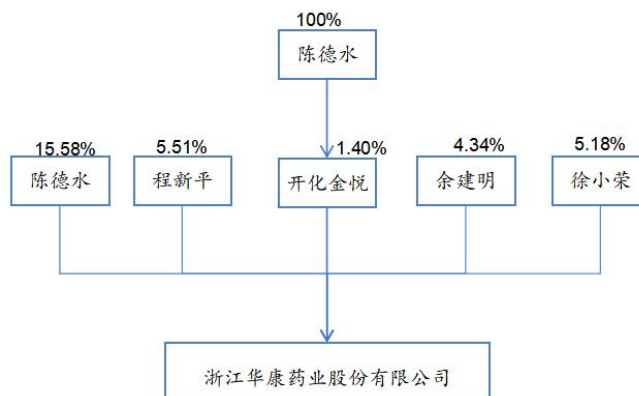 100%
陈德水
15.58%
5.51%
1.40%
4.34%
5.18%
陈德水
程新平
开化金悦
余建明
徐小荣
浙江华康药业股份有限公司